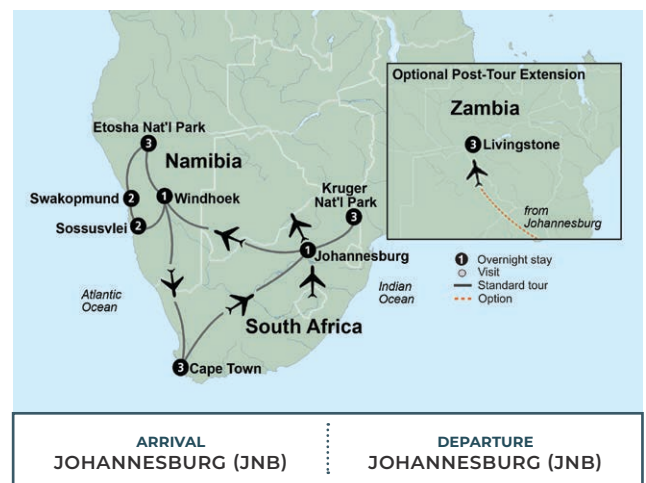 Optional Post-Tour Extension
Zambia
3 Livingstone
from
Johannesburg
Etosha Nat'l Park
3
Namibia
Swakopmund 2
1 Windhoek
Sossusvlei 2
Kruger
Nat'l Park
3
1 Johannesburg
Atlantic
Ocean
Indian
Ocean
South Africa
3 Cape Town
1 Overnight stay
Visit
Standard tour
Option
ARRIVAL
JOHANNESBURG (JNB)
DEPARTURE
JOHANNESBURG (JNB)